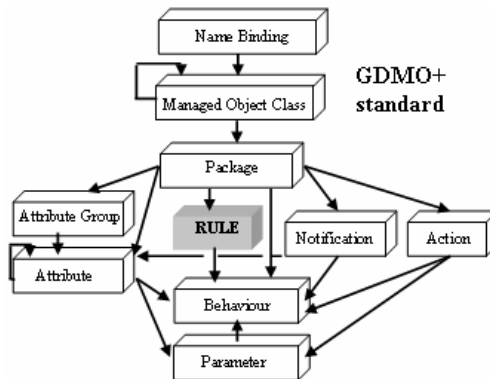 Name Binding
GDMO+
standard
Managed Object Class
Package
Attribute Group
RULE
Notification
Action
Attribute
Behaviour
Parameter